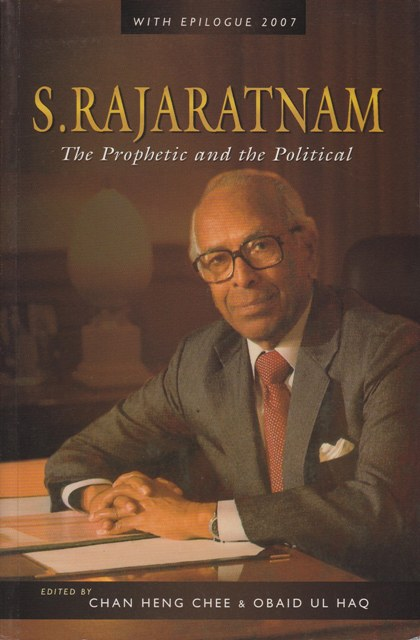 WITH EPILOGUE 2007
S.RAJARATNAM
The Prophetic and the Political
EDITED BY
CHAN HENG CHEE & OBAID UL HAQ